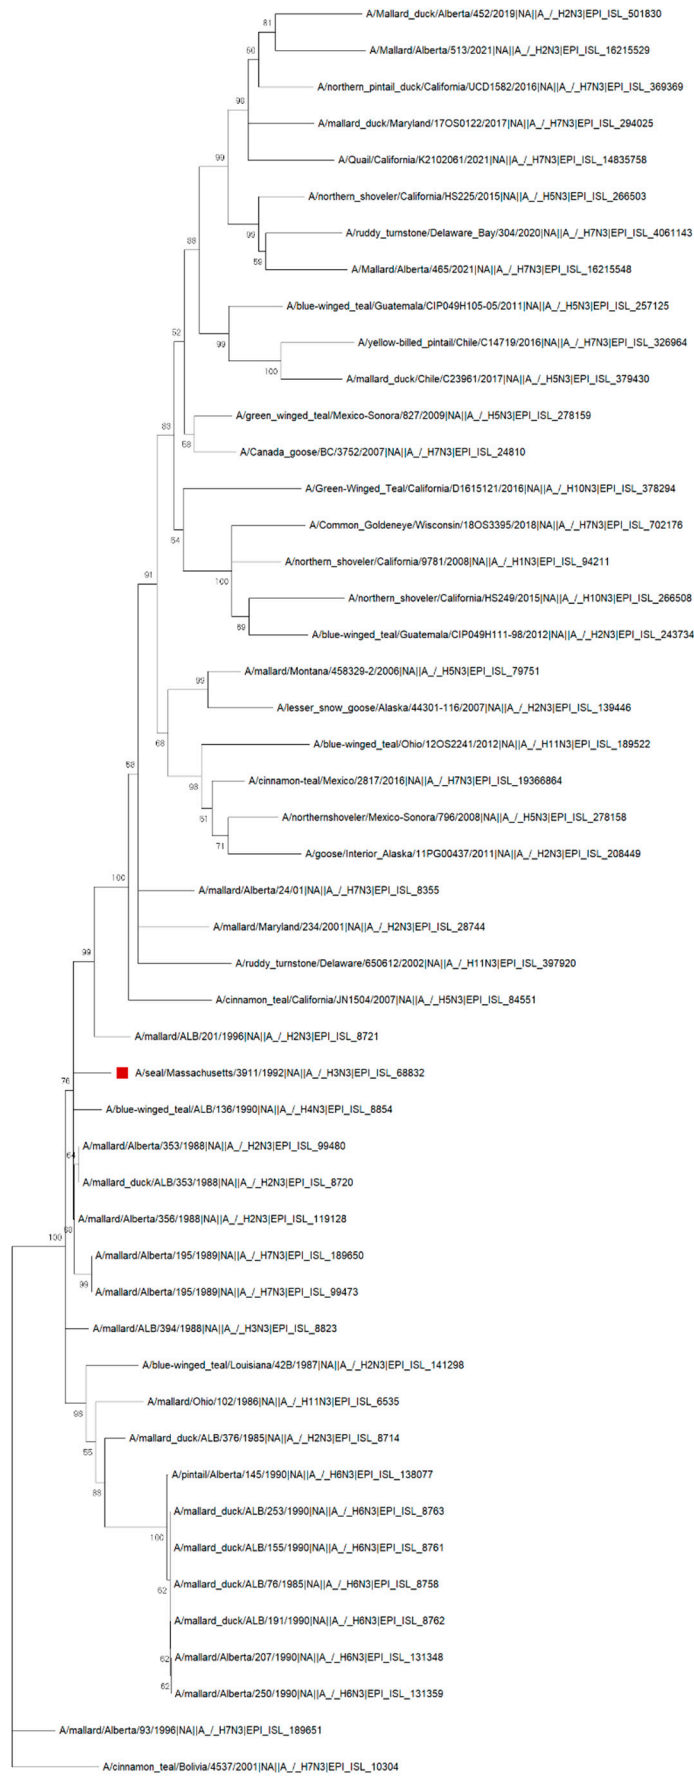 81
A/Mallard_duck/Alberta/452/2019|NA||A_/_H2N3|EPI_ISL_501830
60
A/Mallard/Alberta/513/2021|NA||A_/_H2N3|EPI_ISL_16215529
A/northern_pintail_duck/California/UCD1582/2016|NA||A_/_H7N3|EPI_ISL_369369
98
A/mallard_duck/Maryland/17OS0122/2017|NA||A_/_H7N3|EPI_ISL_294025
99
A/Quail/California/K2102061/2021|NA||A_/_H7N3|EPI_ISL_14835758
A/northern_shoveler/California/HS225/2015|NA||A_/_H5N3|EPI_ISL_266503
99
A/ruddy_turnstone/Delaware_Bay/304/2020|NA||A_/_H7N3|EPI_ISL_4061143
88
59
A/Mallard/Alberta/465/2021|NA||A_/_H7N3|EPI_ISL_16215548
A/blue-winged_teal/Guatemala/CIP049H105-05/2011|NA||A_/_H5N3|EPI_ISL_257125
52
99
A/yellow-billed_pintail/Chile/C14719/2016|NA||A_/_H7N3|EPI_ISL_326964
100
A/mallard_duck/Chile/C23961/2017|NA||A_/_H5N3|EPI_ISL_379430
A/green_winged_teal/Mexico-Sonora/827/2009|NA||A_/_H5N3|EPI_ISL_278159
83
58
A/Canada_goose/BC/3752/2007|NA||A_/_H7N3|EPI_ISL_24810
A/Green-Winged_Teal/California/D1615121/2016|NA||A_/_H10N3|EPI_ISL_378294
54
A/Common_Goldeneye/Wisconsin/18OS3395/2018|NA||A_/_H7N3|EPI_ISL_702176
A/northern_shoveler/California/9781/2008|NA||A_/_H1N3|EPI_ISL_94211
91
100
A/northern_shoveler/California/HS249/2015|NA||A_/_H10N3|EPI_ISL_266508
69
A/blue-winged_teal/Guatemala/CIP049H111-98/2012|NA||A_/_H2N3|EPI_ISL_243734
A/mallard/Montana/458329-2/2006|NA||A_/_H5N3|EPI_ISL_79751
99
A/lesser_snow_goose/Alaska/44301-116/2007|NA||A_/_H2N3|EPI_ISL_139446
68
A/blue-winged_teal/Ohio/12OS2241/2012|NA||A_/_H11N3|EPI_ISL_189522
58
98
A/cinnamon-teal/Mexico/2817/2016|NA||A_/_H7N3|EPI_ISL_19366864
51
A/northernshoveler/Mexico-Sonora/796/2008|NA||A_/_H5N3|EPI_ISL_278158
71
A/goose/Interior_Alaska/11PG00437/2011|NA||A_/_H2N3|EPI_ISL_208449
100
A/mallard/Alberta/24/01|NA||A_/_H7N3|EPI_ISL_8355
A/mallard/Maryland/234/2001|NA||A_/_H2N3|EPI_ISL_28744
99
A/ruddy_turnstone/Delaware/650612/2002|NA||A_/_H11N3|EPI_ISL_397920
A/cinnamon_teal/California/JN1504/2007|NA||A_/_H5N3|EPI_ISL_84551
A/mallard/ALB/201/1996|NA||A_/_H2N3|EPI_ISL_8721
76
A/seal/Massachusetts/3911/1992|NA||A_/_H3N3|EPI_ISL_68832
A/blue-winged_teal/ALB/136/1990|NA||A_/_H4N3|EPI_ISL_8854
A/mallard/Alberta/353/1988|NA||A_/_H2N3|EPI_ISL_99480
64
A/mallard_duck/ALB/353/1988|NA||A_/_H2N3|EPI_ISL_8720
A/mallard/Alberta/356/1988|NA||A_/_H2N3|EPI_ISL_119128
68
100
A/mallard/Alberta/195/1989|NA||A_/_H7N3|EPI_ISL_189650
99
A/mallard/Alberta/195/1989|NA||A_/_H7N3|EPI_ISL_99473
A/mallard/ALB/394/1988|NA||A_/_H3N3|EPI_ISL_8823
A/blue-winged_teal/Louisiana/42B/1987|NA||A_/_H2N3|EPI_ISL_141298
98
A/mallard/Ohio/102/1986|NA||A_/_H11N3|EPI_ISL_6535
55
A/mallard_duck/ALB/376/1985|NA||A_/_H2N3|EPI_ISL_8714
88
A/pintail/Alberta/145/1990|NA||A_/_H6N3|EPI_ISL_138077
A/mallard_duck/ALB/253/1990|NA||A_/_H6N3|EPI_ISL_8763
100
A/mallard_duck/ALB/155/1990|NA||A_/_H6N3|EPI_ISL_8761
A/mallard_duck/ALB/76/1985|NA||A_/_H6N3|EPI_ISL_8758
62
A/mallard_duck/ALB/191/1990|NA||A_/_H6N3|EPI_ISL_8762
62
A/mallard/Alberta/207/1990|NA||A_/_H6N3|EPI_ISL_131348
62
A/mallard/Alberta/250/1990|NA||A_/_H6N3|EPI_ISL_131359
A/mallard/Alberta/93/1996|NA||A_/_H7N3|EPI_ISL_189651
A/cinnamon_teal/Bolivia/4537/2001|NA||A_/_H7N3|EPI_ISL_10304